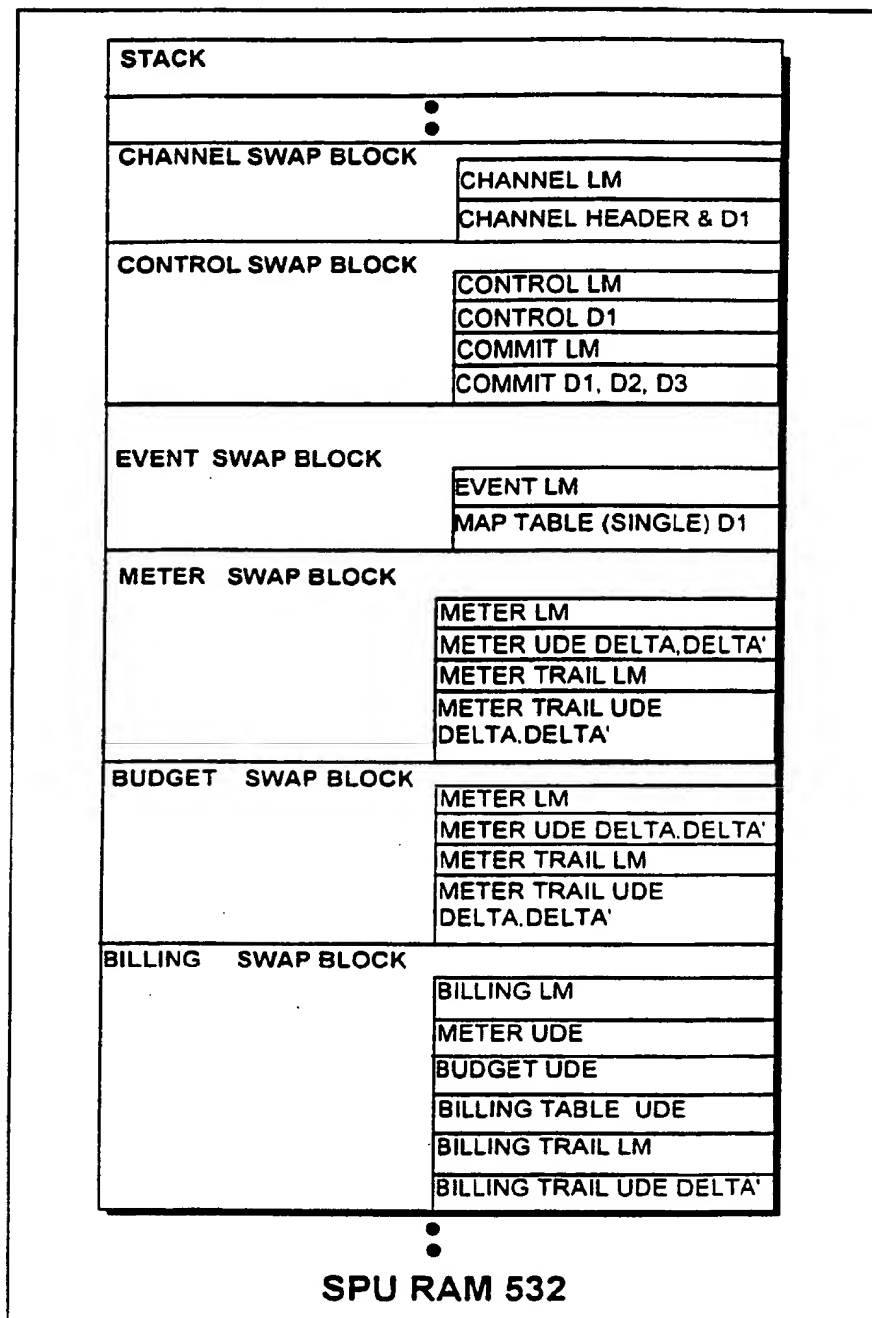 STACK
CHANNEL SWAP BLOCK
CHANNEL LM
CHANNEL HEADER & D1
CONTROL SWAP BLOCK
CONTROL LM
CONTROL D1
COMMIT LM
COMMIT D1, D2, D3
EVENT SWAP BLOCK
EVENT LM
MAP TABLE (SINGLE) D1
METER SWAP BLOCK
METER LM
METER UDE DELTA,DELTA'
METER TRAIL LM
METER TRAIL UDE
DELTA.DELTA'
BUDGET SWAP BLOCK
METER LM
METER UDE DELTA.DELTA'
METER TRAIL LM
METER TRAIL UDE
DELTA.DELTA'
BILLING SWAP BLOCK
BILLING LM
METER UDE
BUDGET UDE
BILLING TABLE UDE
BILLING TRAIL LM
BILLING TRAIL UDE DELTA'
SPU RAM 532